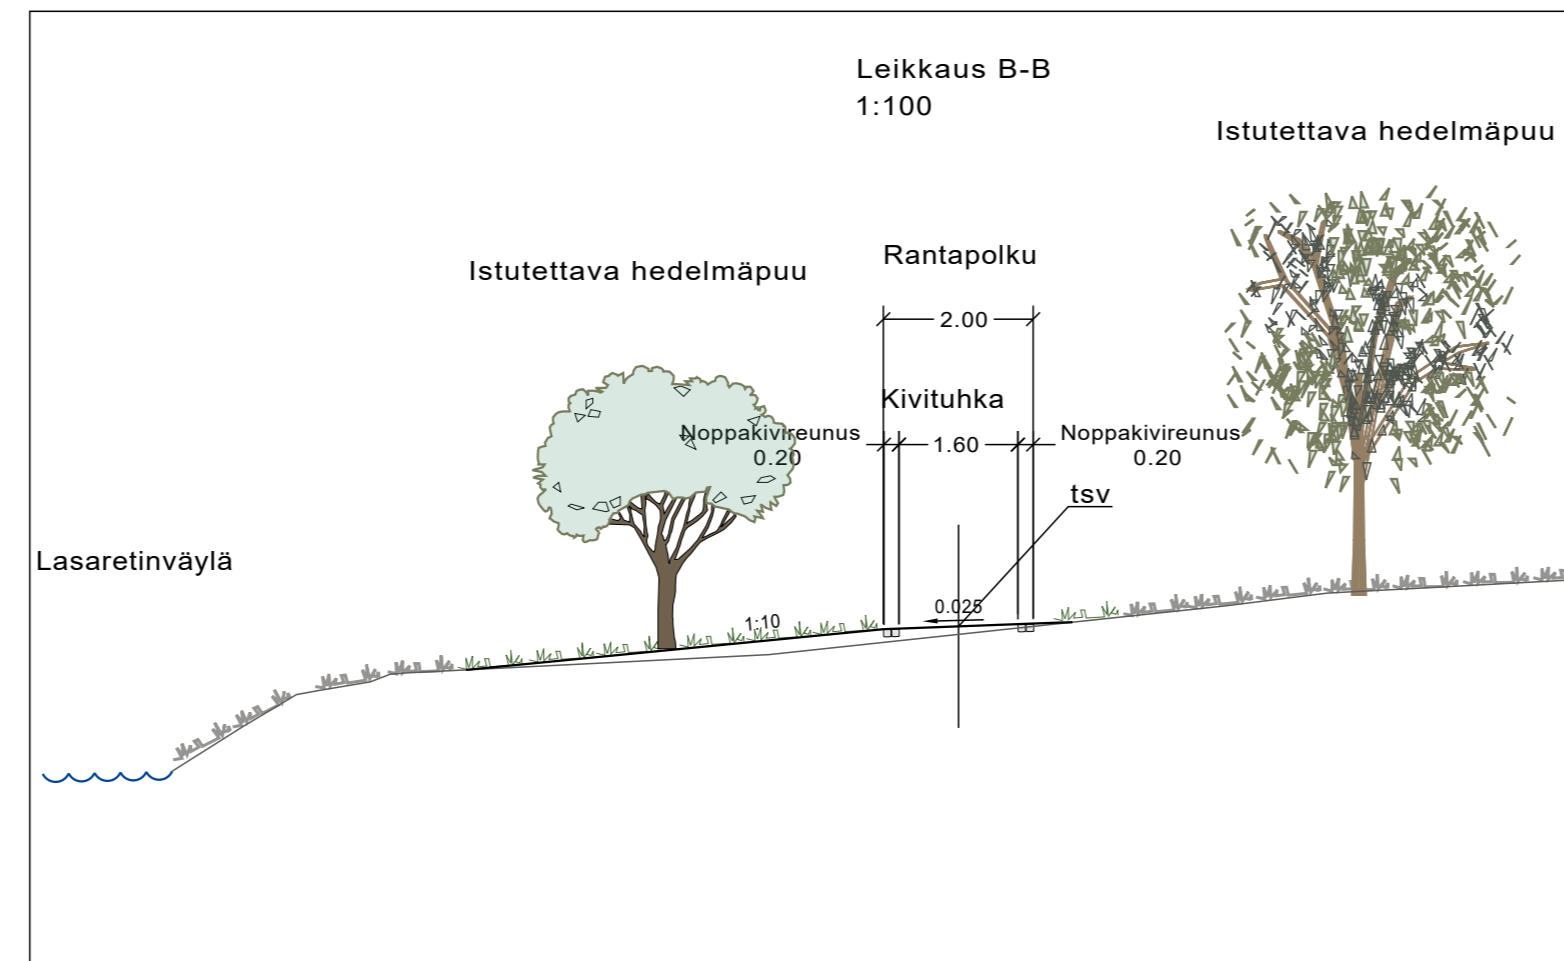 Leikkaus B-B
1:100
Istutettava hedelmäpuu
Rantapolku
Istutettava hedelmäpuu
2.00
Kivituhka
Noppakivireunus
0.20
1.60
Noppakivireunus
0.20
tsv
Lasaretinväylä
0.025
1:10